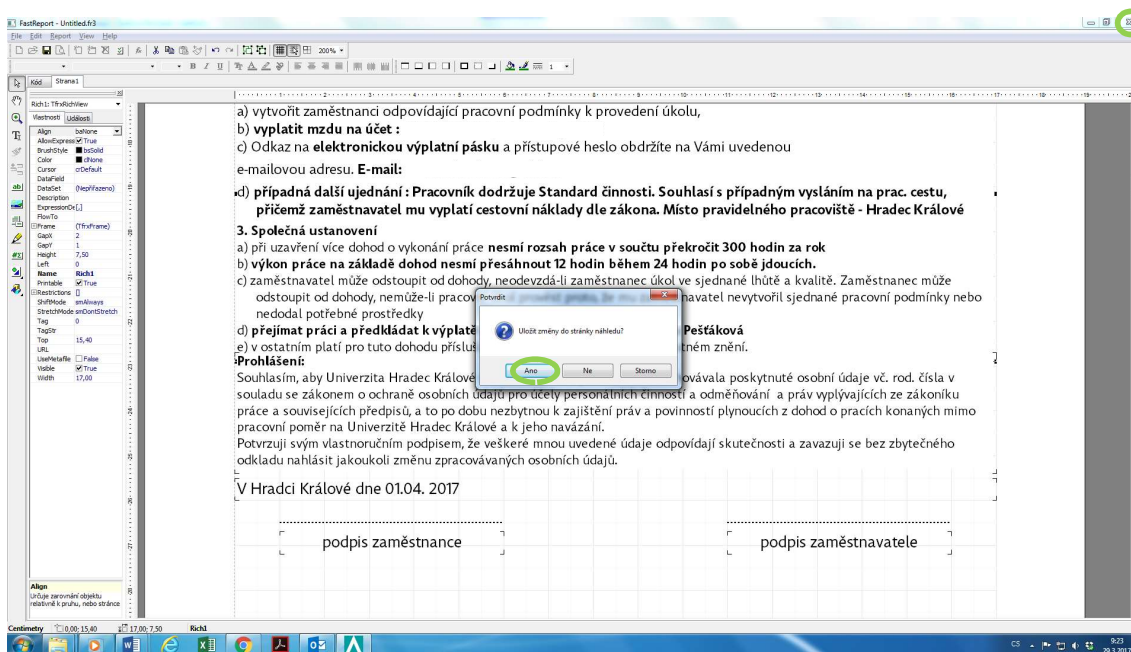 FastReport - Untitled.fr3
File Edit Report View Help
200%
B I U
1
Kód Strana1
Rich1: TfrxRichView
Vlastnosti Události
Align baNone
AllowExpress True
BrushStyle bsSolid
Color clNone
Cursor crDefault
DataField
DataSet (Nepřiřazeno)
Description
ExpressionDe [,]
FlowTo
Frame (TfrxFrame)
GapX 2
GapY 1
Height 7,50
Left 0
Name Rich1
Printable True
Restrictions []
ShiftMode smAlways
StretchMode smDontStretch
Tag 0
TagStr
Top 15,40
URL
UseMetafile False
Visible True
Width 17,00
a) vytvořit zaměstnanci odpovídající pracovní podmínky k provedení úkolu,
b) vyplatit mzdu na účet :
c) Odkaz na elektronickou výplatní pásku a přístupové heslo obdržíte na Vámi uvedenou
e-mailovou adresu. E-mail:
d) případná další ujednání : Pracovník dodržuje Standard činnosti. Souhlasí s případným vysláním na prac. cestu,
přičemž zaměstnavatel mu vyplatí cestovní náklady dle zákona. Místo pravidelného pracoviště - Hradec Králové
3. Společná ustanovení
a) při uzavření více dohod o vykonání práce nesmí rozsah práce v součtu překročit 300 hodin za rok
b) výkon práce na základě dohod nesmí přesáhnout 12 hodin během 24 hodin po sobě jdoucích.
c) zaměstnavatel může odstoupit od dohody, neodevzdá-li zaměstnanec úkol ve sjednané lhůtě a kvalitě. Zaměstnanec může
odstoupit od dohody, nemůže-li pracov navatel nevytvořil sjednané pracovní podmínky nebo
nedodal potřebné prostředky
d) přejímat práci a předkládat k výplatě Pešťáková
e) v ostatním platí pro tuto dohodu příslu tném znění.
Prohlášení:
Souhlasím, aby Univerzita Hradec Králové ovávala poskytnuté osobní údaje vč. rod. čísla v
souladu se zákonem o ochraně osobních údajů pro účely personálních činností a odměňování a práv vyplývajících ze zákoníku
práce a souvisejících předpisů, a to po dobu nezbytnou k zajištění práv a povinností plynoucích z dohod o pracích konaných mimo
pracovní poměr na Univerzitě Hradec Králové a k jeho navázání.
Potvrzuji svým vlastnoručním podpisem, že veškeré mnou uvedené údaje odpovídají skutečnosti a zavazuji se bez zbytečného
odkladu nahlásit jakoukoli změnu zpracovávaných osobních údajů.
V Hradci Králové dne 01.04. 2017
podpis zaměstnance podpis zaměstnavatele
Potvrdit
Uložit změny do stránky náhledu?
Ano Ne Storno
Align
Určuje zarovnání objektu
relativně k pruhu, nebo stránce
Centimetry 0,00; 15,40 17,00; 7,50 Rich1
CS 9:23
29.3.2017